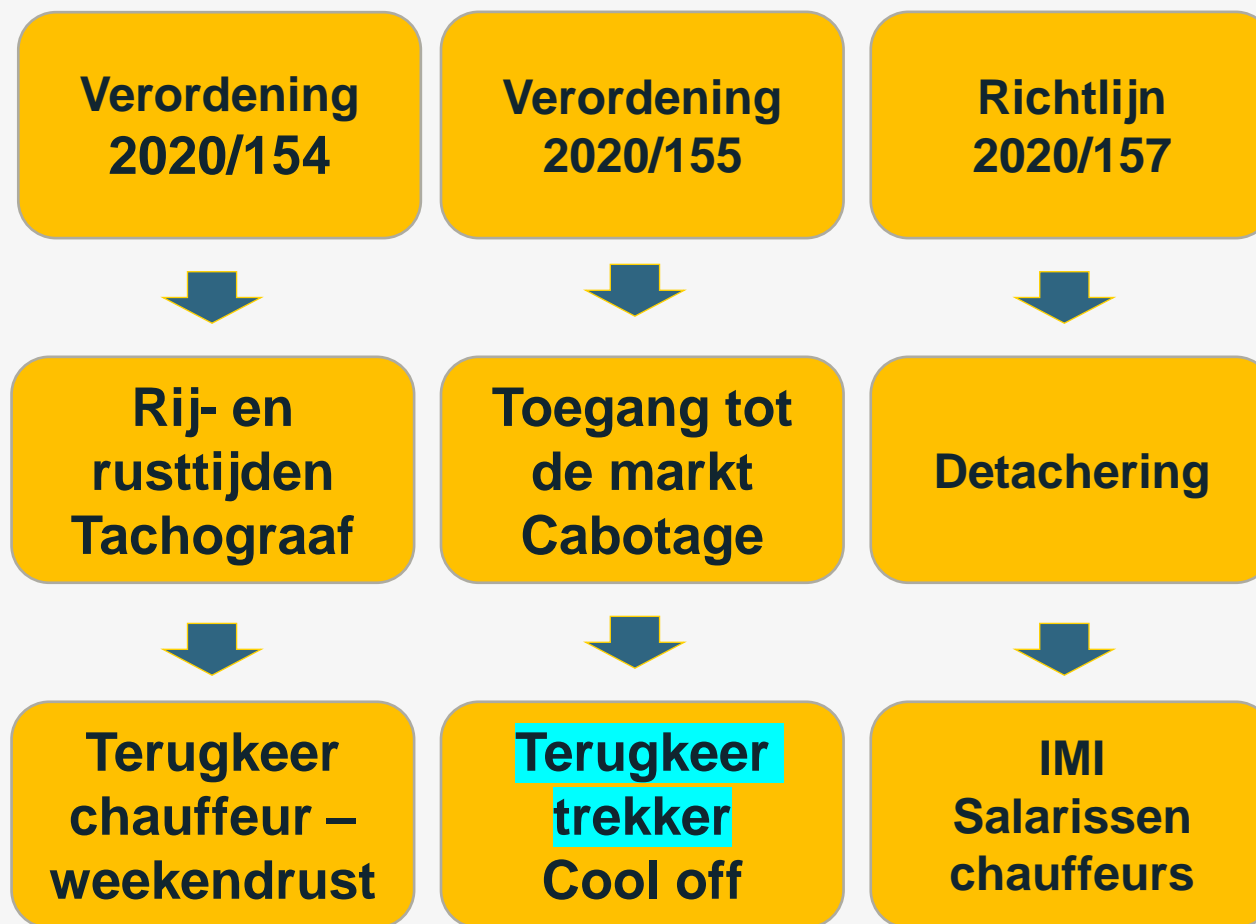 Verordening
2020/154
Verordening
2020/155
Richtlijn
2020/157
Rij- en
rusttijden
Tachograaf
Toegang tot
de markt
Cabotage
Detachering
Terugkeer
chauffeur –
weekendrust
Terugkeer
trekker
Cool off
IMI
Salarissen
chauffeurs